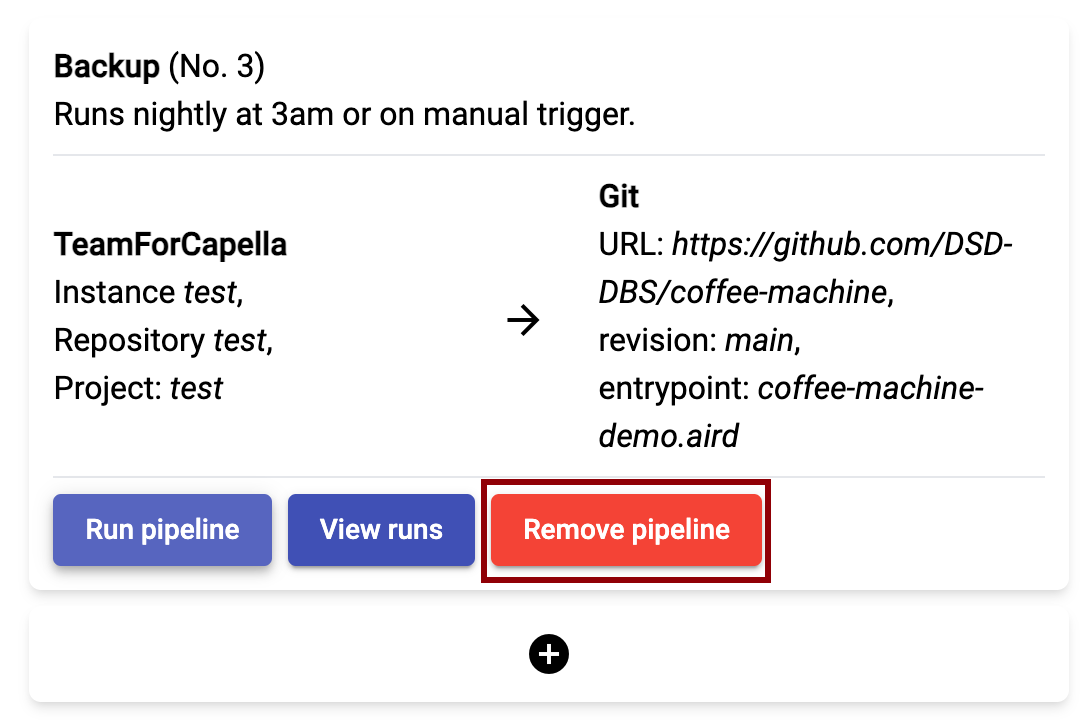 Backup (No. 3)
Runs nightly at 3am or on manual trigger.
TeamForCapella
Instance test,
Repository test,
Project: test
Git
URL: https://github.com/DSD-
DBS/coffee-machine,
revision: main,
entrypoint: coffee-machine-
demo.aird
Run pipeline
View runs
Remove pipeline